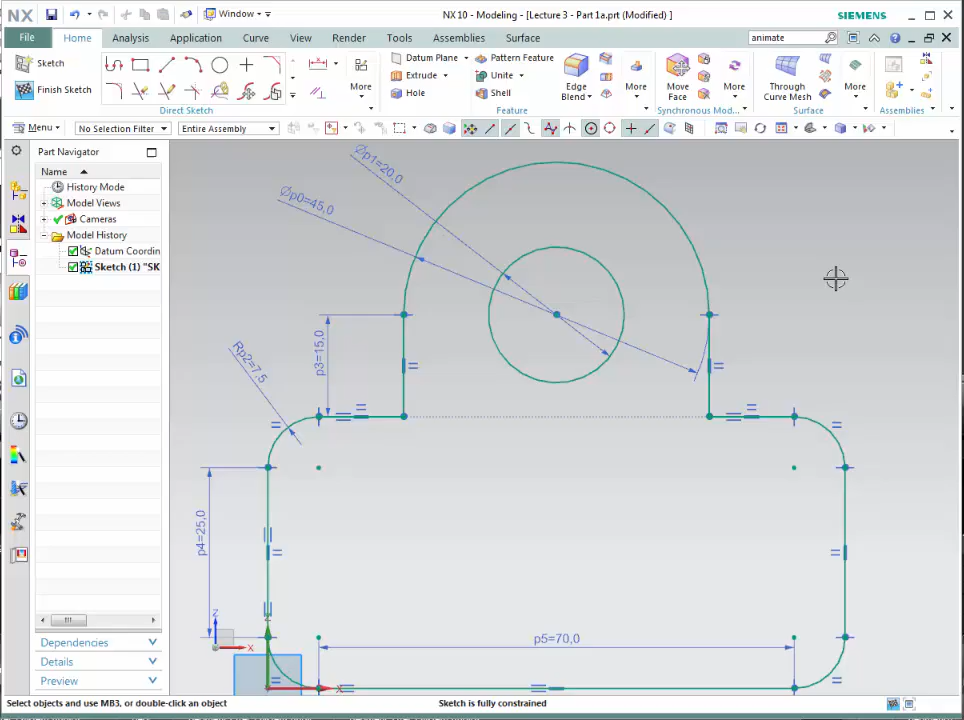 NX
Window
NX 10 - Modeling - [Lecture 3 - Part 1a.prt (Modified) ]
SIEMENS
File
Home
Analysis
Application
Curve
View
Render
Tools
Assemblies
Surface
animate
Sketch
Finish Sketch
More
Direct Sketch
Datum Plane
Extrude
Hole
Pattern Feature
Unite
Shell
Edge Blend
More
Feature
Move Face
More
Synchronous Mod...
Through Curve Mesh
More
Surface
Assemblies
Menu
No Selection Filter
Entire Assembly
Part Navigator
Name
History Mode
Model Views
Cameras
Model History
Datum Coordin
Sketch (1) "SK
Dependencies
Details
Preview
Øp1=20,0
Øp0=45,0
p3=15,0
Rp2=7,5
p4=25,0
p5=70,0
Z
X
X
Select objects and use MB3, or double-click an object
Sketch is fully constrained